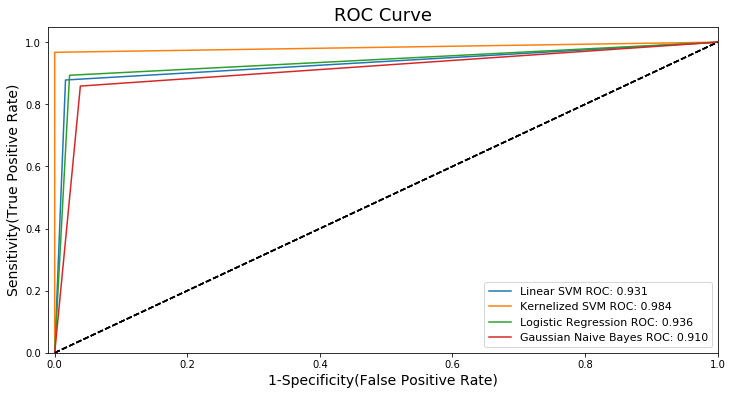 ROC Curve
Sensitivity(True Positive Rate)
1.0
0.8
0.6
0.4
0.2
0.0
0.0 0.2 0.4 0.6 0.8 1.0
1-Specificity(False Positive Rate)
Linear SVM ROC: 0.931
Kernelized SVM ROC: 0.984
Logistic Regression ROC: 0.936
Gaussian Naive Bayes ROC: 0.910